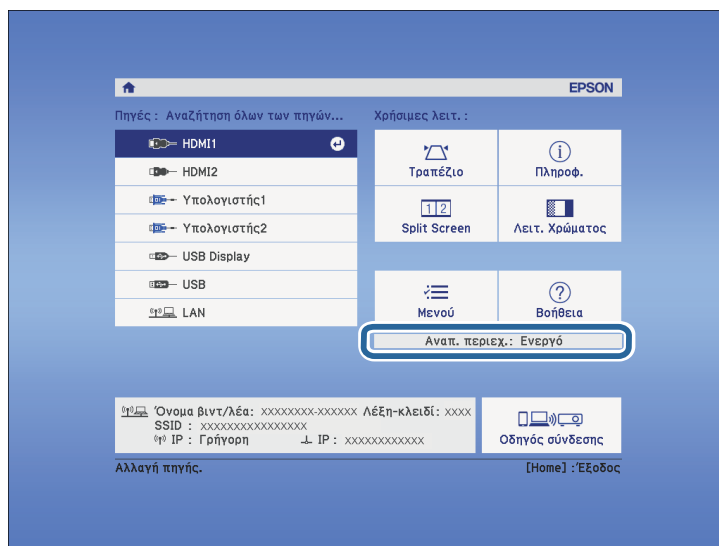 EPSON
Πηγές : Αναζήτηση όλων των πηγών...
HDMI1
HDMI2
Υπολογιστής1
Υπολογιστής2
USB Display
USB
LAN
Χρήσιμες λειτ. :
Τραπέζιο
Πληροφ.
1 2
Split Screen
Λειτ. Χρώματος
Μενού
Βοήθεια
Αναπ. περιεχ.: Ενεργό
Όνομα βιντ/λέα: xxxxxxxx-xxxxxx Λέξη-κλειδί: xxxx
SSID : xxxxxxxxxxxxxxxx
IP : Γρήγορη IP : xxxxxxxxxxxx
Οδηγός σύνδεσης
Αλλαγή πηγής.
[Home] :Έξοδος